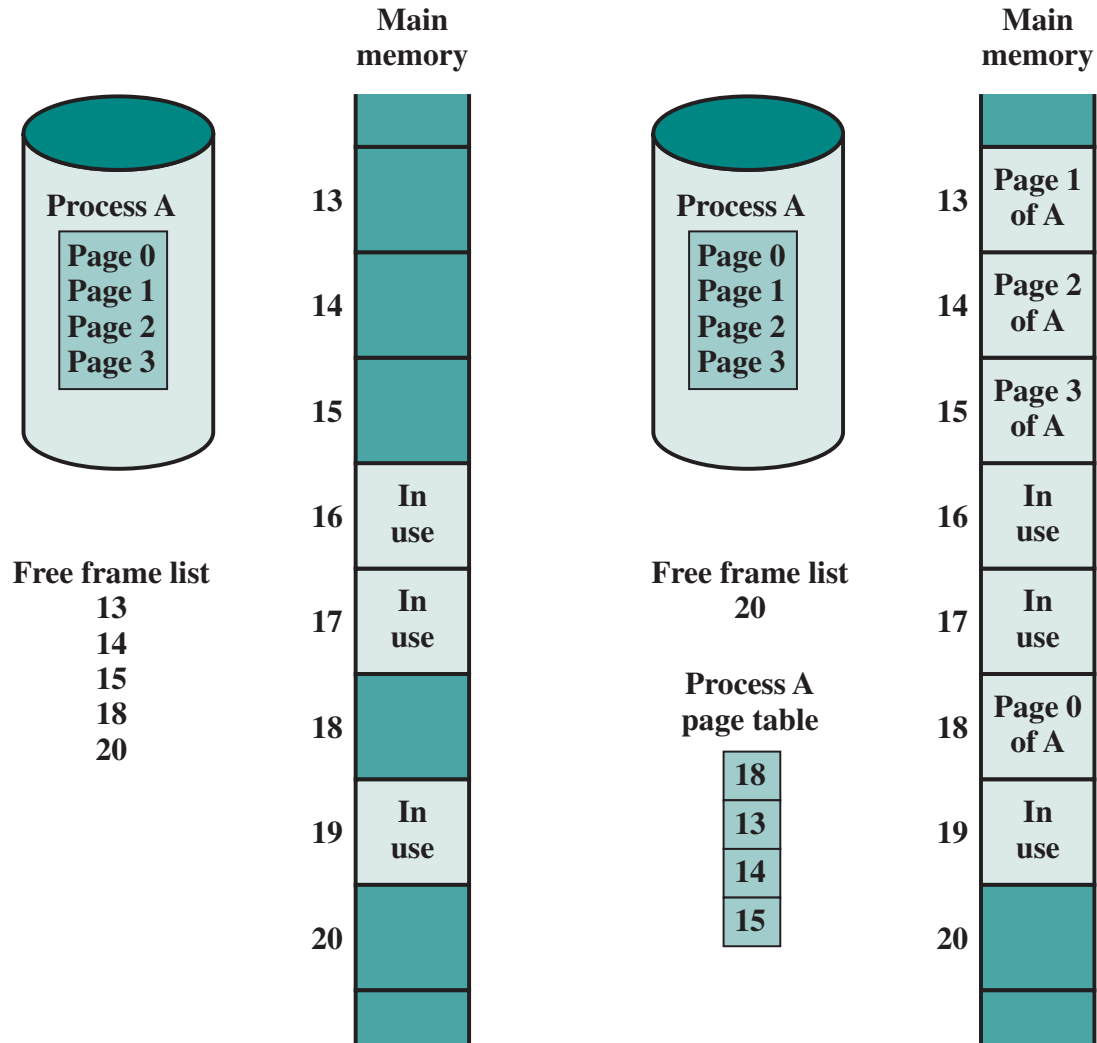 Main
memory
Process A
Page 0
Page 1
Page 2
Page 3
Free frame list
13
14
15
18
20
13
14
15
16
In
use
17
In
use
18
19
In
use
20
Main
memory
Process A
Page 0
Page 1
Page 2
Page 3
Free frame list
20
Process A
page table
18
13
14
15
13
Page 1
of A
14
Page 2
of A
15
Page 3
of A
16
In
use
17
In
use
18
Page 0
of A
19
In
use
20